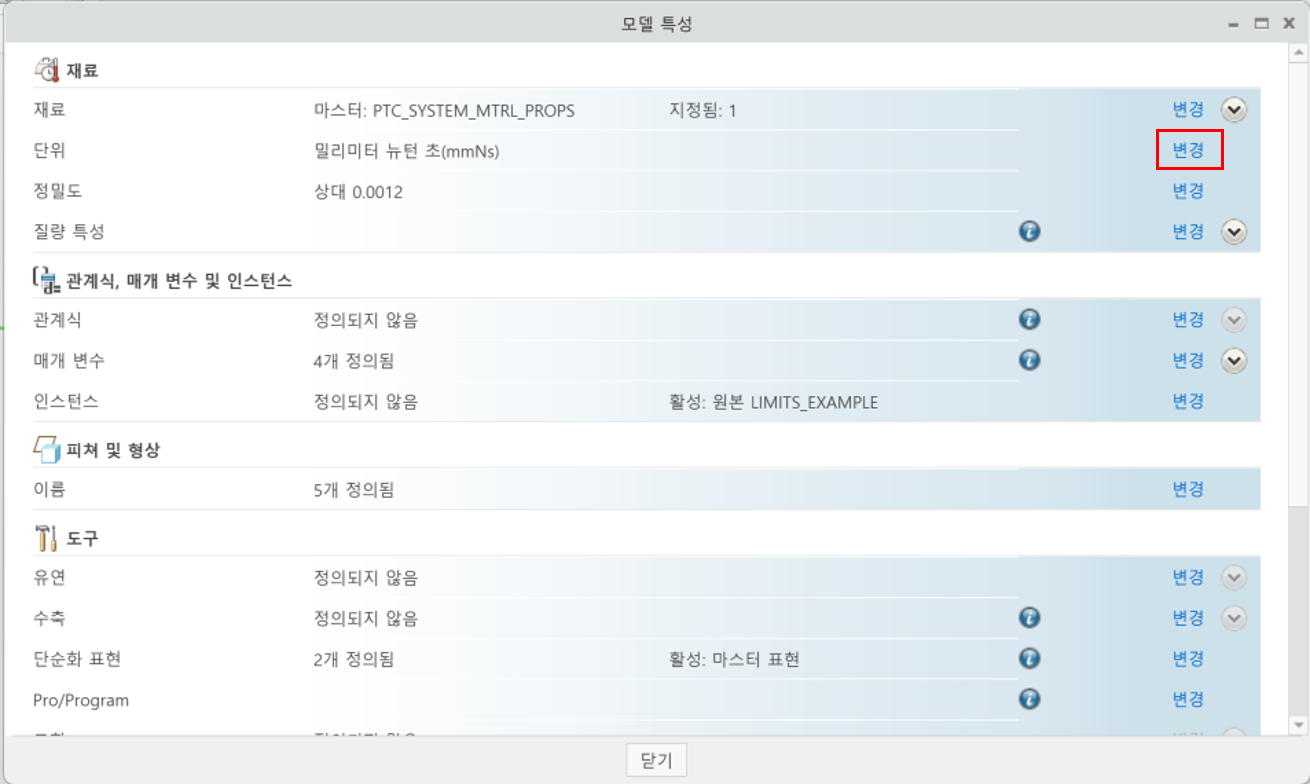 모델 특성
재료
재료 마스터: PTC_SYSTEM_MTRL_PROPS 지정됨: 1 변경
단위 밀리미터 뉴턴 초(mmNs) 변경
정밀도 상대 0.0012 변경
질량 특성 변경
관계식, 매개 변수 및 인스턴스
관계식 정의되지 않음 변경
매개 변수 4개 정의됨 변경
인스턴스 정의되지 않음 활성: 원본 LIMITS_EXAMPLE 변경
피쳐 및 형상
이름 5개 정의됨 변경
도구
유연 정의되지 않음 변경
수축 정의되지 않음 변경
단순화 표현 2개 정의됨 활성: 마스터 표현 변경
Pro/Program 변경
닫기